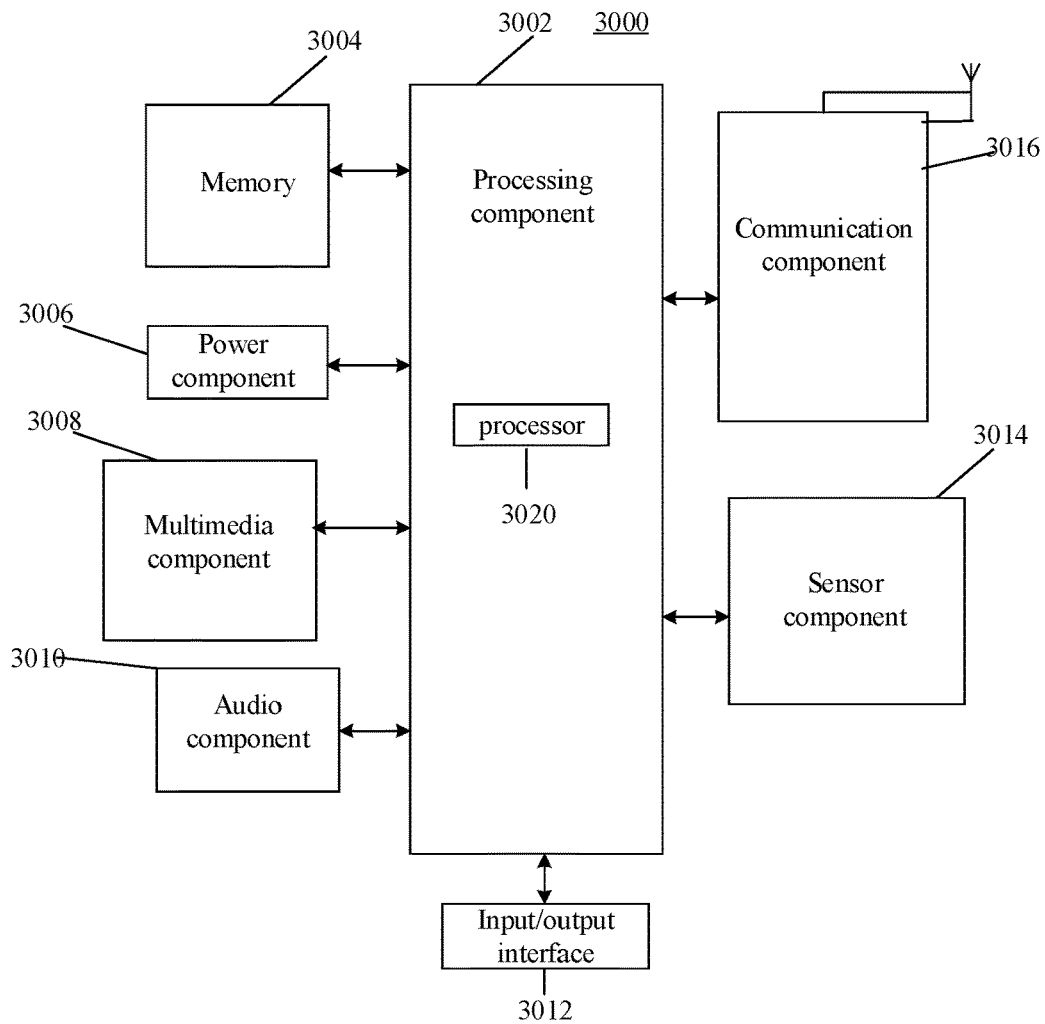 3004
3002
3000
3016
Memory
Processing
component
Communication
component
3006
Power
component
3008
processor
3020
3014
Multimedia
component
Sensor
component
3010
Audio
component
Input/output
interface
3012